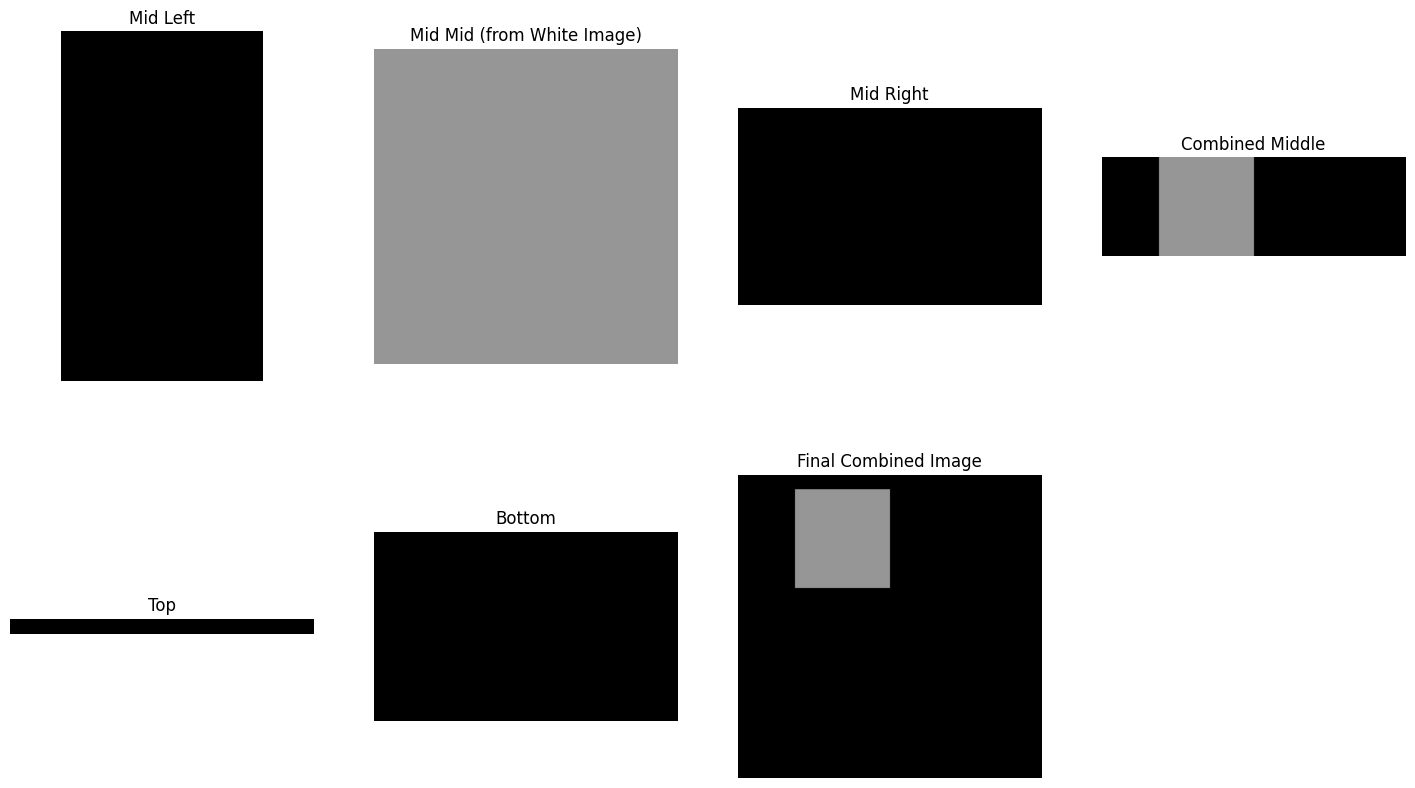 Mid Left
Mid Mid (from White Image)
Mid Right
Combined Middle
Top
Bottom
Final Combined Image